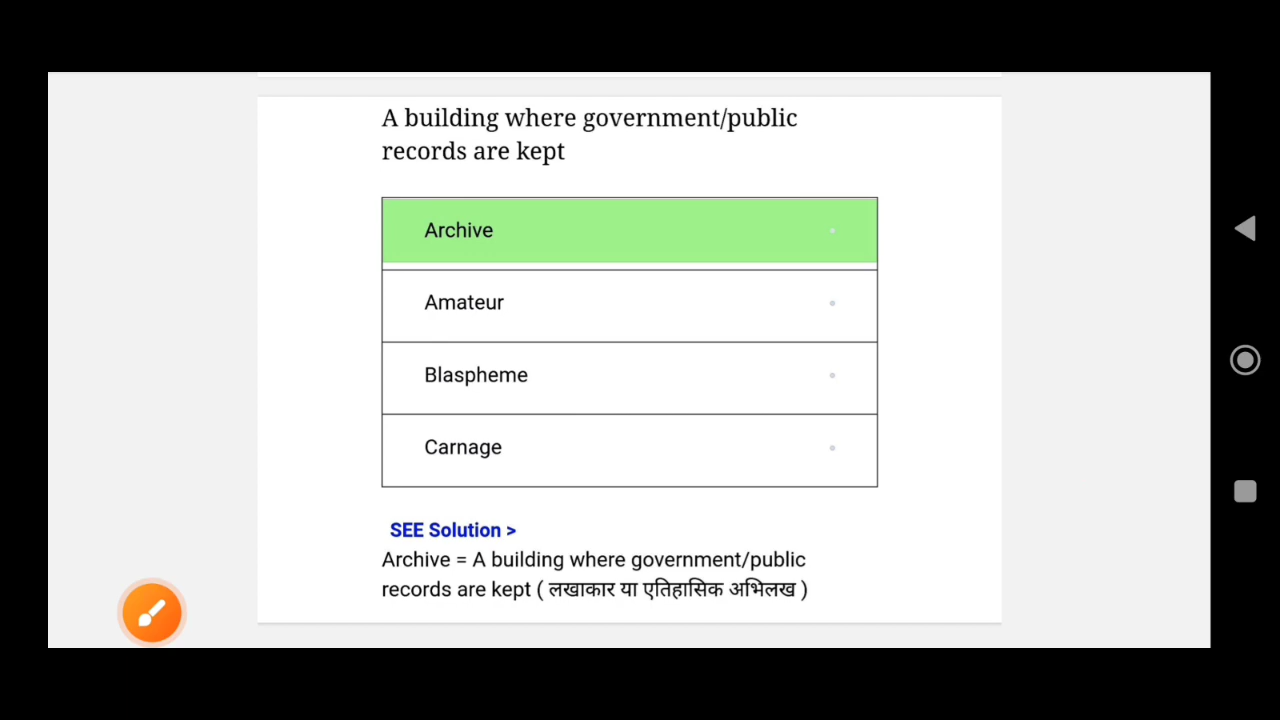 A building where government/public
records are kept
Archive
Amateur
Blaspheme
Carnage
SEE Solution >
Archive = A building where government/public
records are kept ( लखाकार या एतिहासिक अभिलख )